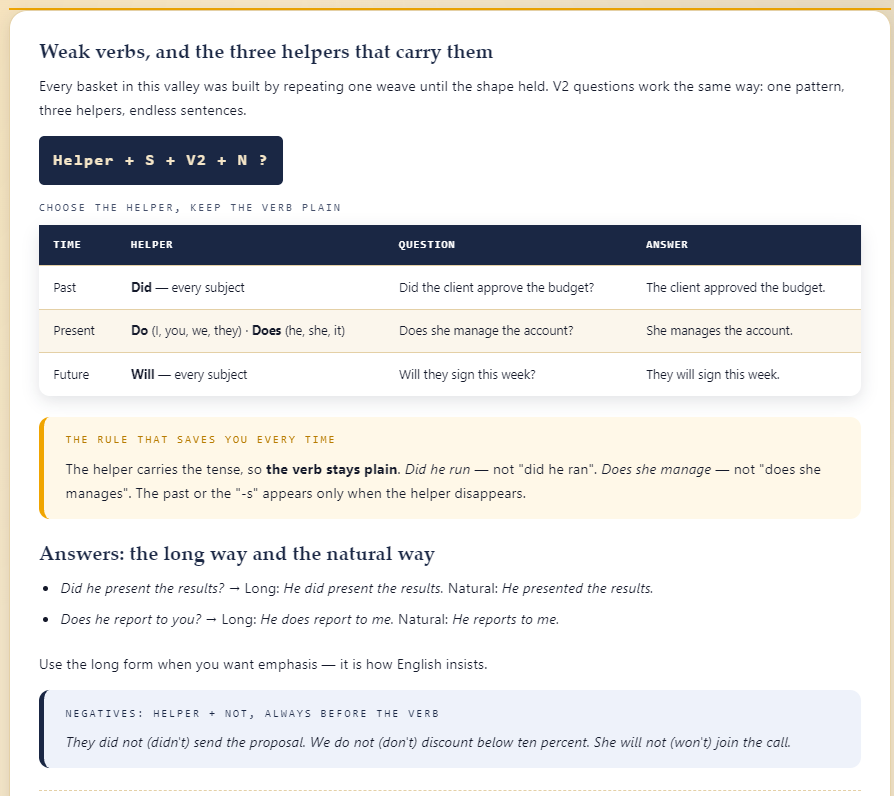 Weak verbs, and the three helpers that carry them
Every basket in this valley was built by repeating one weave until the shape held. V2 questions work the same way: one pattern,
three helpers, endless sentences.
Helper + S + V2 + N ?
CHOOSE THE HELPER, KEEP THE VERB PLAIN
TIME HELPER QUESTION ANSWER
Past Did — every subject Did the client approve the budget? The client approved the budget.
Present Do (I, you, we, they) · Does (he, she, it) Does she manage the account? She manages the account.
Future Will — every subject Will they sign this week? They will sign this week.
THE RULE THAT SAVES YOU EVERY TIME
The helper carries the tense, so the verb stays plain. Did he run — not "did he ran". Does she manage — not "does she
manages". The past or the "-s" appears only when the helper disappears.
Answers: the long way and the natural way
• Did he present the results? → Long: He did present the results. Natural: He presented the results.
• Does he report to you? → Long: He does report to me. Natural: He reports to me.
Use the long form when you want emphasis — it is how English insists.
NEGATIVES: HELPER + NOT, ALWAYS BEFORE THE VERB
They did not (didn't) send the proposal. We do not (don't) discount below ten percent. She will not (won't) join the call.